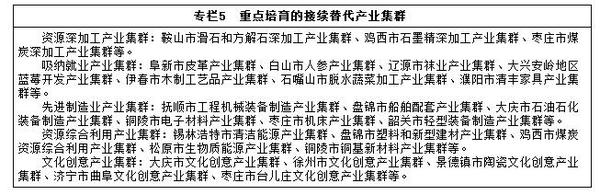 专栏5 重点培育的接续替代产业集群
资源深加工产业集群：鞍山市滑石和方解石深加工产业集群、鸡西市石墨精深加工产业集群、枣庄市煤
炭深加工产业集群等。
吸纳就业产业集群：阜新市皮革产业集群、白山市人参产业集群、辽源市袜业产业集群、大兴安岭地区
蓝莓开发产业集群、伊春市木制工艺品产业集群、石嘴山市脱水蔬菜加工产业集群、濮阳市清丰家具产业集
群等。
先进制造业产业集群：抚顺市工程机械装备制造产业集群、盘锦市船舶配套产业集群、大庆市石油石化
装备制造产业集群、铜陵市电子材料产业集群、枣庄市机床产业集群、韶关市轻型装备制造产业集群等。
资源综合利用产业集群：锡林浩特市清洁能源产业集群、盘锦市塑料和新型建材产业集群、鸡西市煤炭
资源综合利用产业集群、松原市生物质能源产业集群、铜陵市铜基新材料产业集群等。
文化创意产业集群：大庆市文化创意产业集群、徐州市文化创意产业集群、景德镇市陶瓷文化创意产业
集群、济宁市曲阜文化创意产业集群、枣庄市台儿庄文化创意产业集群等。